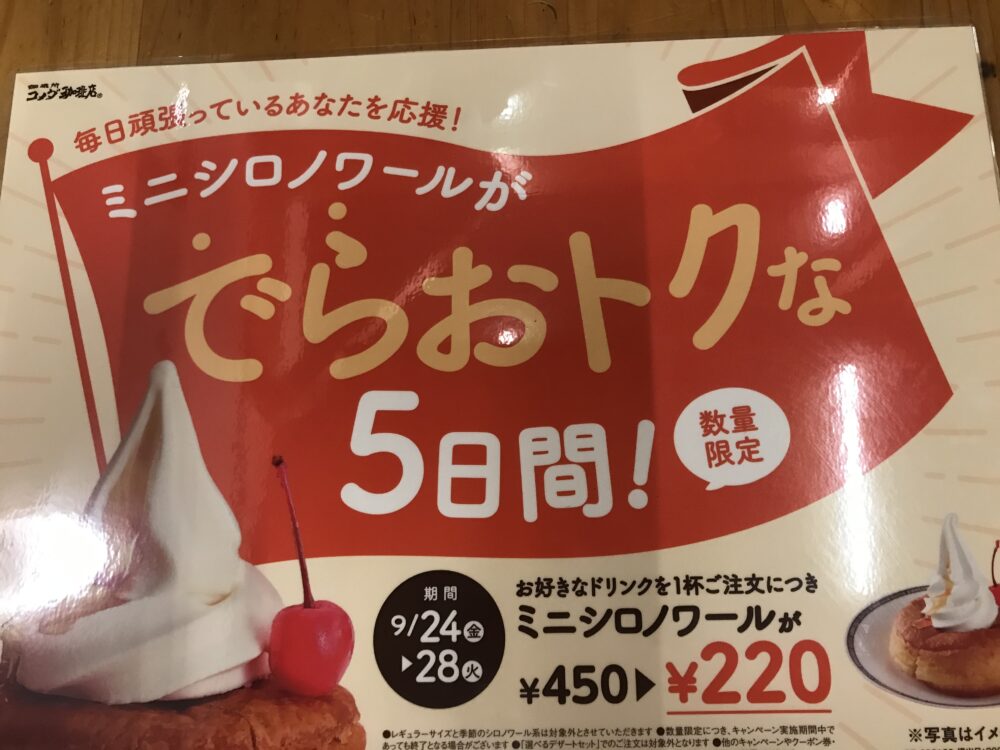 珈琲所
コメダ珈琲店®
毎日頑張っているあなたを応援!
ミニシロノワールが
でらおトクな
5日間!
数量
限定
期間
9/24金
▶28火
お好きなドリンクを1杯ご注文につき
ミニシロノワールが
¥450▶¥220
●レギュラーサイズと季節のシロノワール系は対象外とさせていただきます ●数量限定につき、キャンペーン実施期間中で
あっても終了となる場合がございます ●「選べるデザートセット」でのご注文は対象外となります ●他のキャンペーンやクーポン券・
※写真はイメ